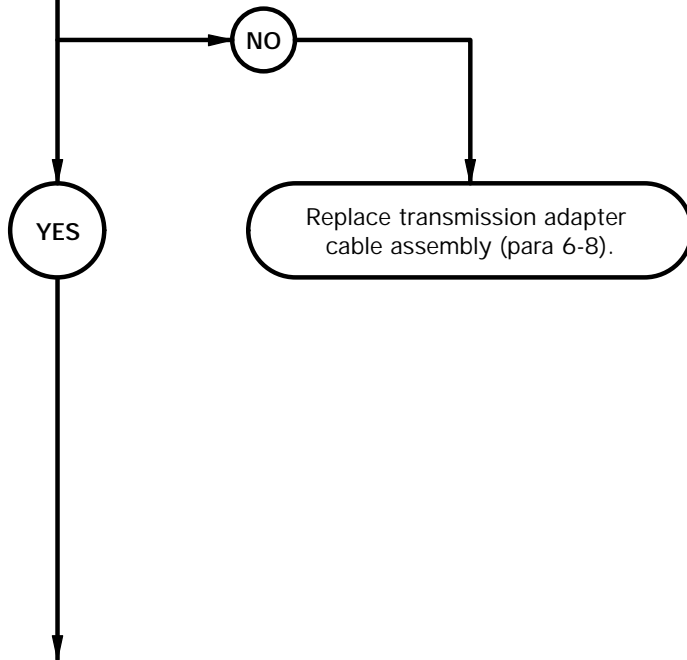 NO
YES
Replace transmission adapter
cable assembly (para 6-8).